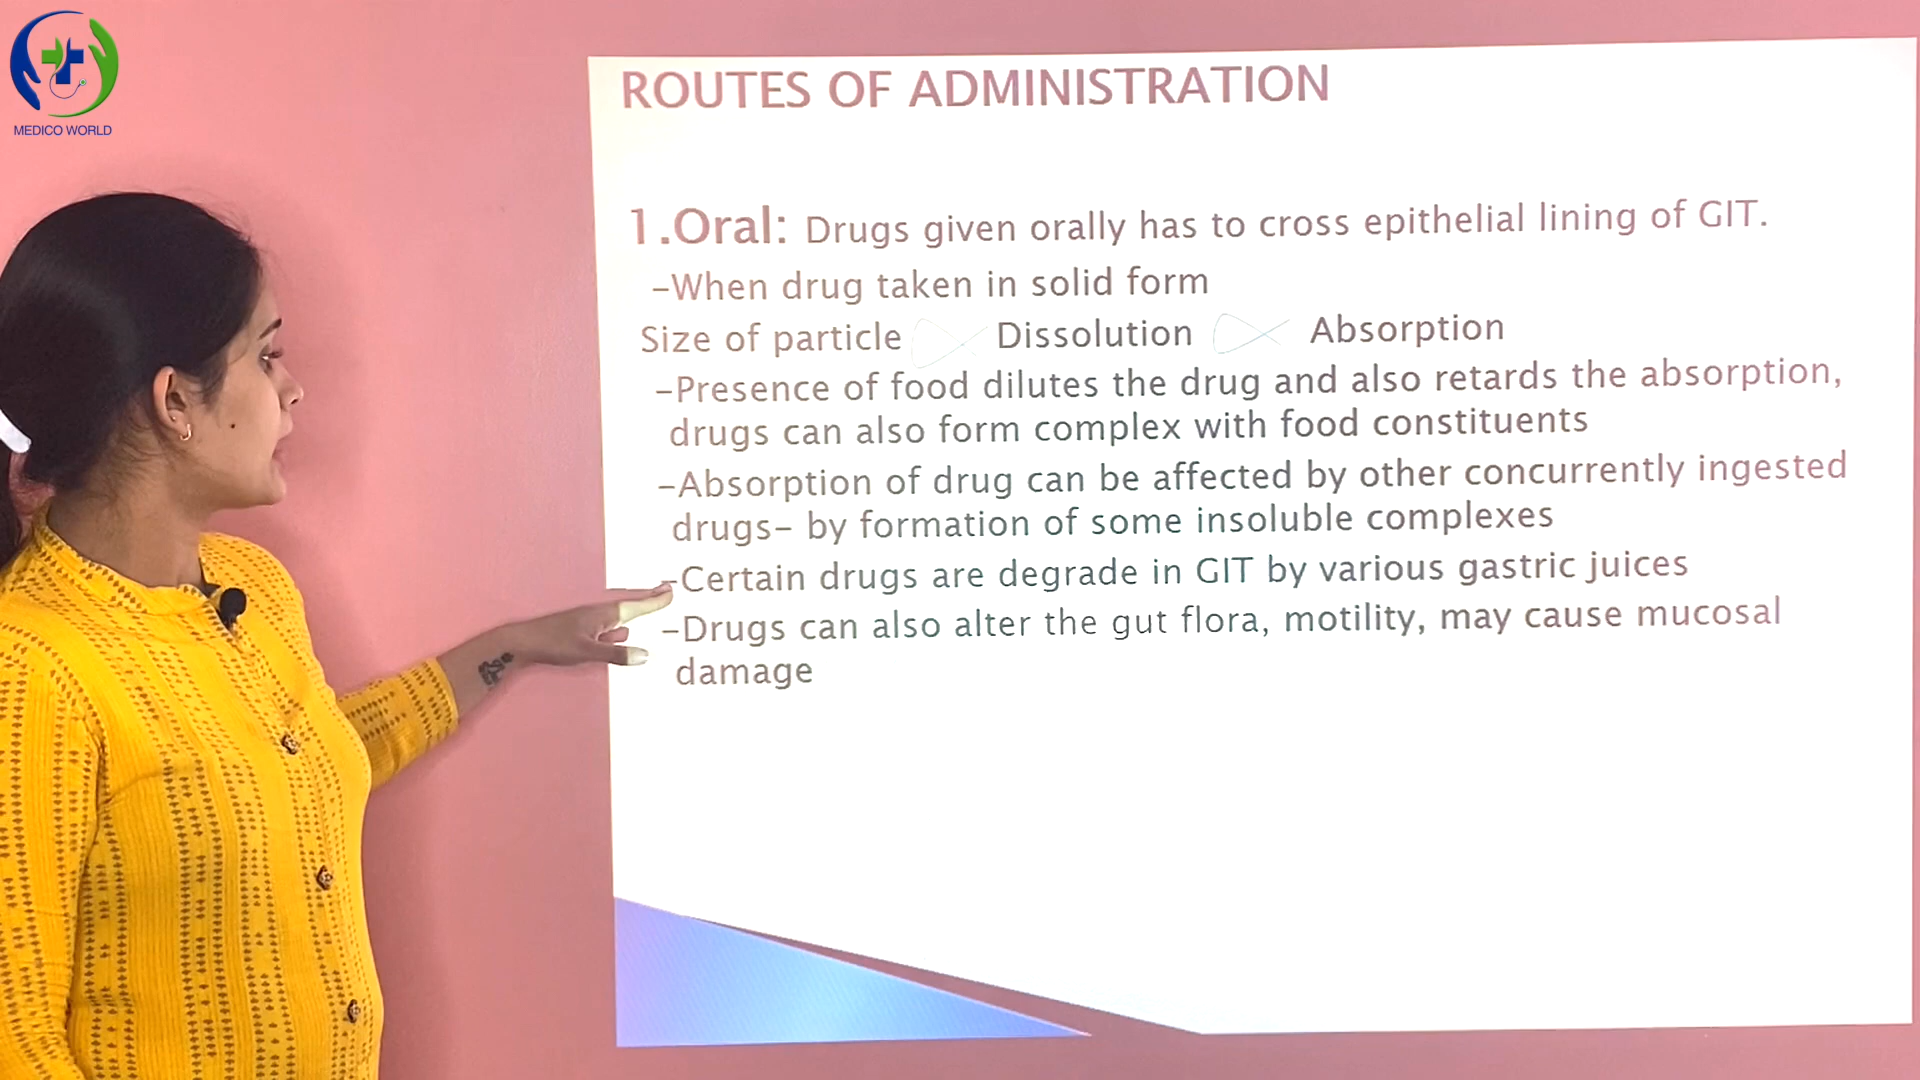 MEDICO WORLD
ROUTES OF ADMINISTRATION
1.Oral: Drugs given orally has to cross epithelial lining of GIT.
-When drug taken in solid form
Size of particle Dissolution Absorption
-Presence of food dilutes the drug and also retards the absorption,
drugs can also form complex with food constituents
-Absorption of drug can be affected by other concurrently ingested
drugs- by formation of some insoluble complexes
-Certain drugs are degrade in GIT by various gastric juices
-Drugs can also alter the gut flora, motility, may cause mucosal
damage